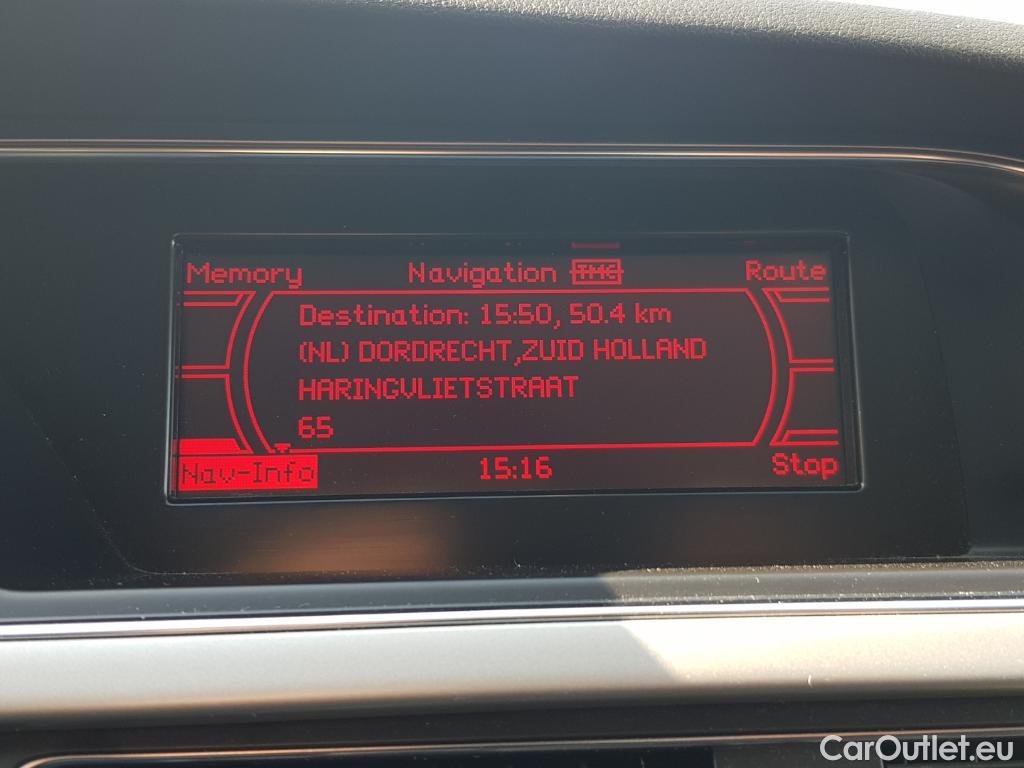 Memory Navigation TMC Route
Destination: 15:50, 50.4 km
(NL) DORDRECHT,ZUID HOLLAND
HARINGVLIETSTRAAT
65
Nav-Info 15:16 Stop
CarOutlet.eu